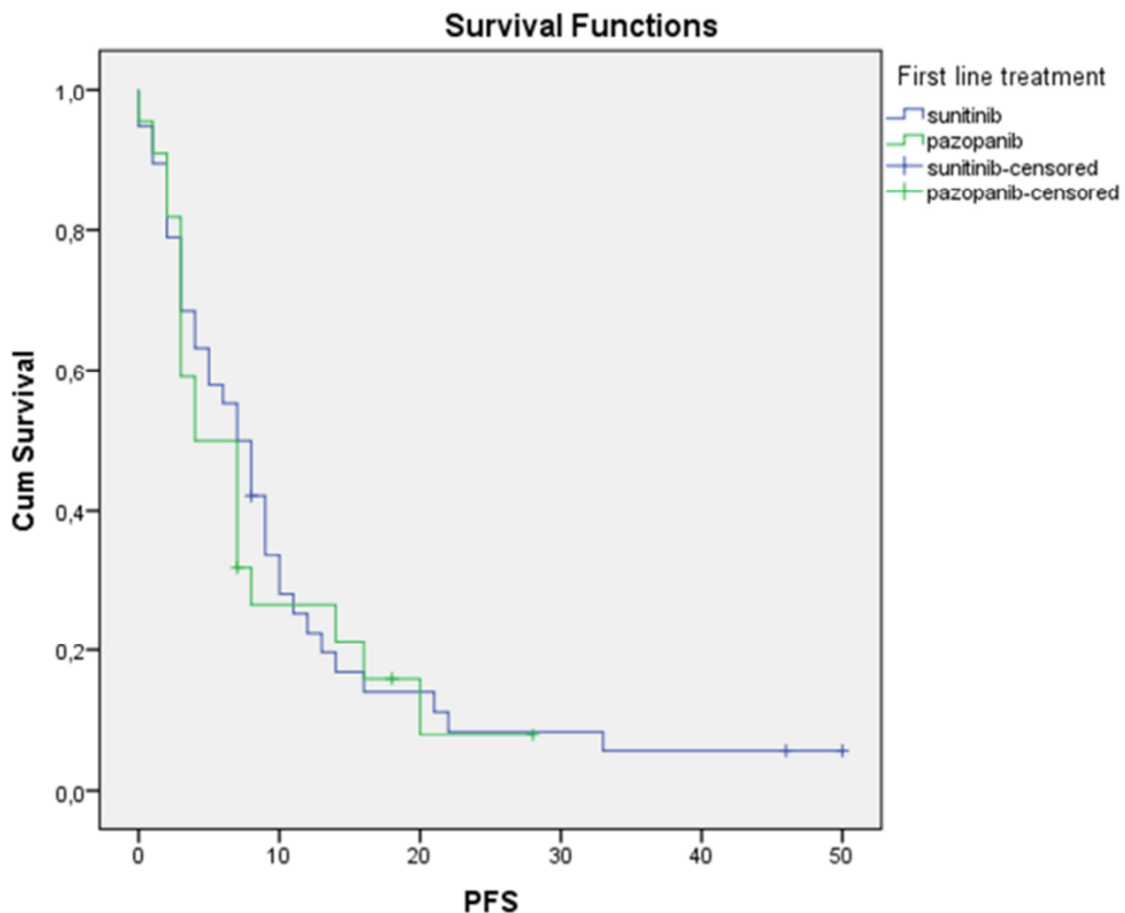 Survival Functions
First line treatment
sunitinib
pazopanib
sunitinib-censored
pazopanib-censored
Cum Survival
1,0
0,8
0,6
0,4
0,2
0,0
0 10 20 30 40 50
PFS